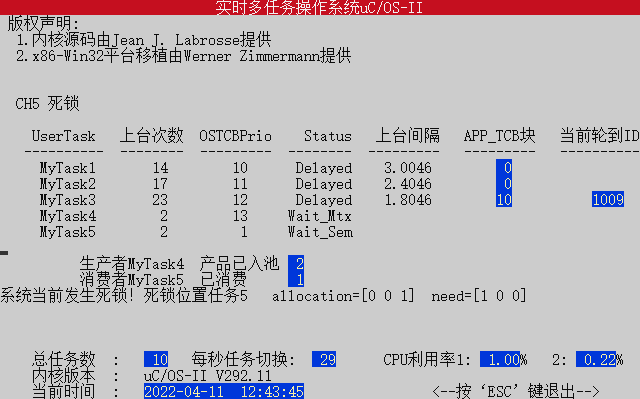 实时多任务操作系统uC/OS-II
版权声明:
1.内核源码由Jean J. Labrosse提供
2.x86-Win32平台移植由Werner Zimmermann提供
CH5 死锁
UserTask 上台次数 OSTCBPrio Status 上台间隔 APP_TCB块 当前轮到ID
---------- -------- --------- -------- --------- --------- ----------
MyTask1 14 10 Delayed 3.0046 0
MyTask2 17 11 Delayed 2.4046 0
MyTask3 23 12 Delayed 1.8046 10 1009
MyTask4 2 13 Wait_Mtx
MyTask5 2 1 Wait_Sem
生产者MyTask4 产品已入池 2
消费者MyTask5 已消费 1
系统当前发生死锁! 死锁位置任务5 allocation=[0 0 1] need=[1 0 0]
总任务数 : 10 每秒任务切换: 29 CPU利用率1: 1.00% 2: 0.22%
内核版本 : uC/OS-II V292.11
当前时间 : 2022-04-11 12:43:45 <--按‘ESC’键退出-->